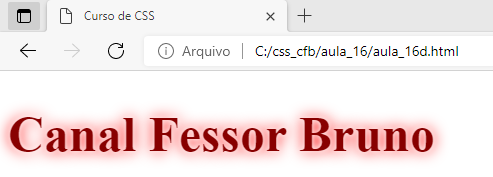 Curso de CSS
Arquivo C:/css_cfb/aula_16/aula_16d.html
Canal Fessor Bruno